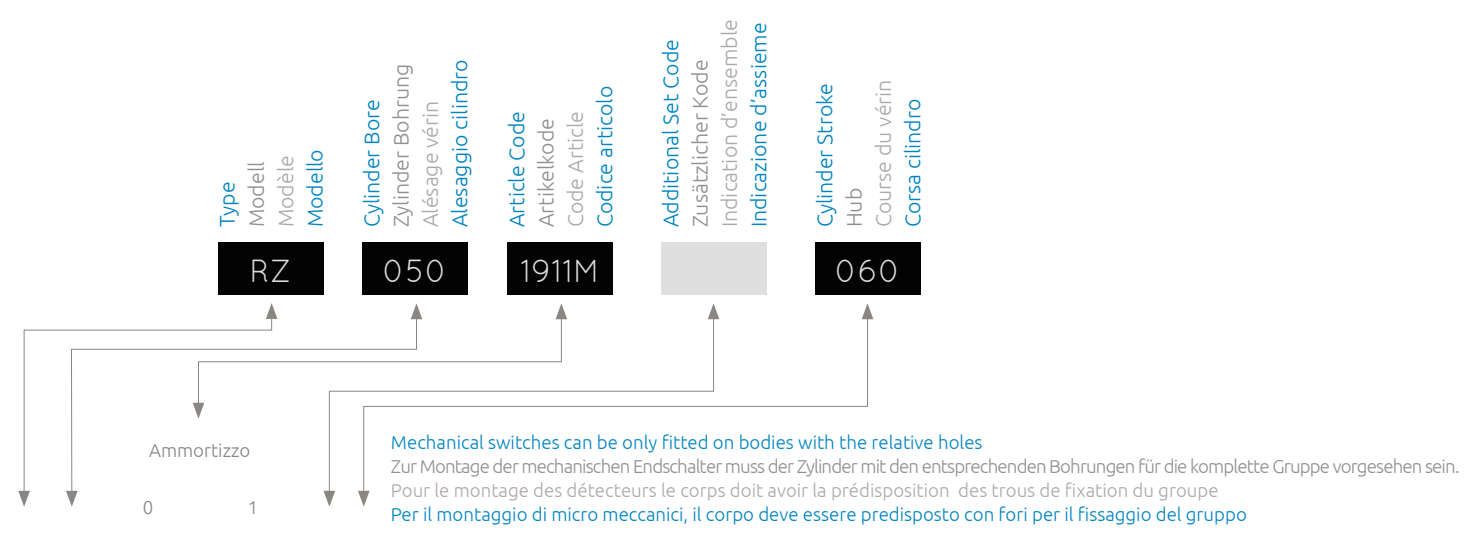 Type
Modell
Modèle
Modello
Cylinder Bore
Zylinder Bohrung
Alésage vérin
Alesaggio cilindro
Article Code
Artikelkode
Code Article
Codice articolo
Additional Set Code
Zusätzlicher Kode
Indication d'ensemble
Indicazione d'assieme
Cylinder Stroke
Hub
Course du vérin
Corsa cilindro
RZ
050
1911M
060
Ammortizzo
0
1
Mechanical switches can be only fitted on bodies with the relative holes
Zur Montage der mechanischen Endschalter muss der Zylinder mit den entsprechenden Bohrungen für die komplette Gruppe vorgesehen sein.
Pour le montage des détecteurs le corps doit avoir la prédisposition des trous de fixation du groupe
Per il montaggio di micro meccanici, il corpo deve essere predisposto con fori per il fissaggio del gruppo